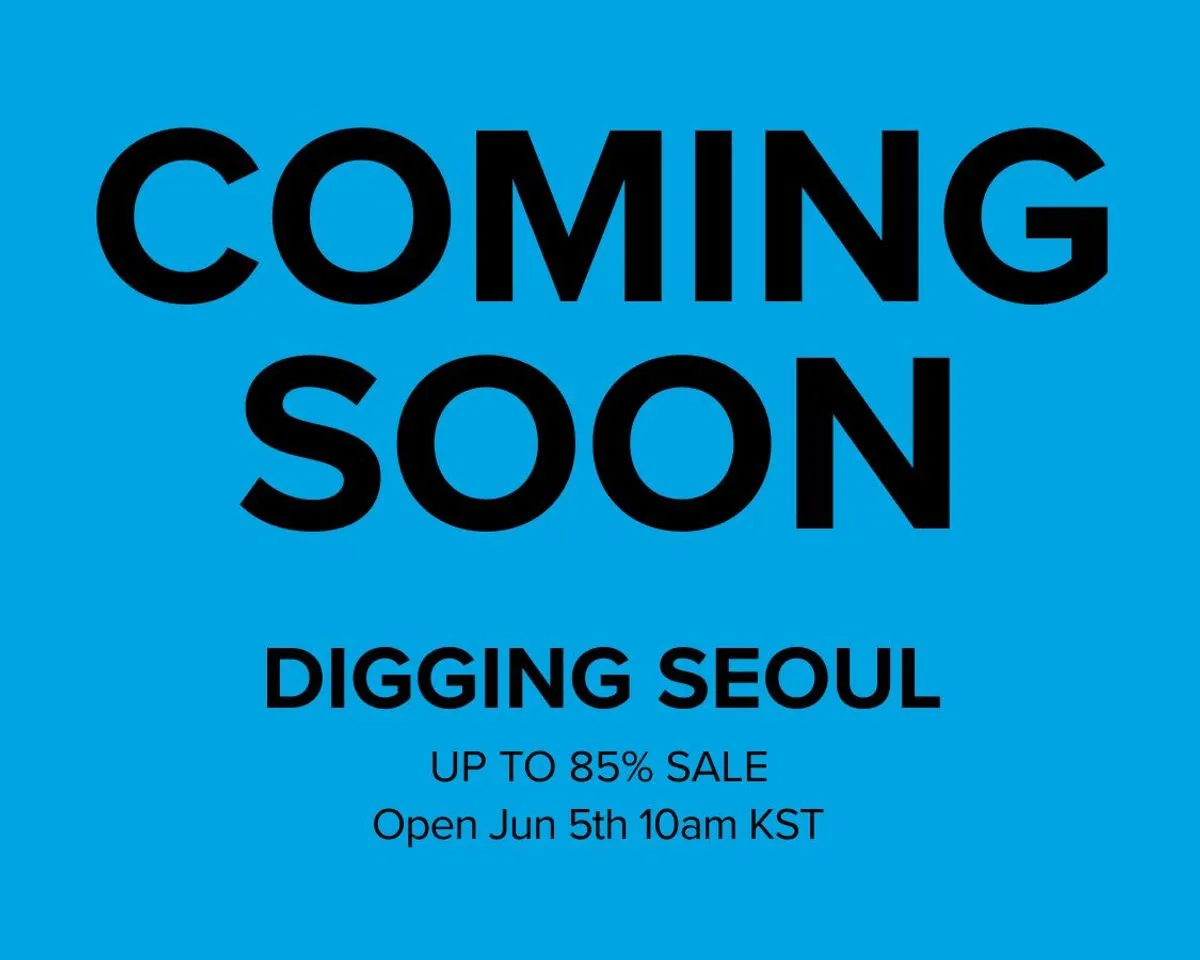 COMING
SOON
DIGGING SEOUL
UP TO 85% SALE
Open Jun 5th 10am KST